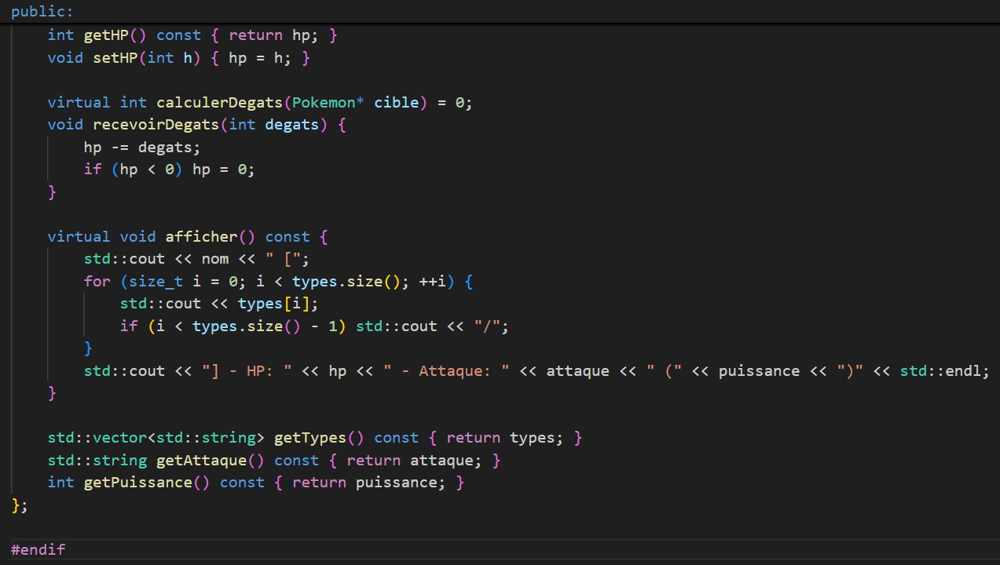 public:
    int getHP() const { return hp; }
    void setHP(int h) { hp = h; }

    virtual int calculerDegats(Pokemon* cible) = 0;
    void recevoirDegats(int degats) {
        hp -= degats;
        if (hp < 0) hp = 0;
    }

    virtual void afficher() const {
        std::cout << nom << " [";
        for (size_t i = 0; i < types.size(); ++i) {
            std::cout << types[i];
            if (i < types.size() - 1) std::cout << "/";
        }
        std::cout << "] - HP: " << hp << " - Attaque: " << attaque << " (" << puissance << ")" << std::endl;
    }

    std::vector<std::string> getTypes() const { return types; }
    std::string getAttaque() const { return attaque; }
    int getPuissance() const { return puissance; }
};

#endif